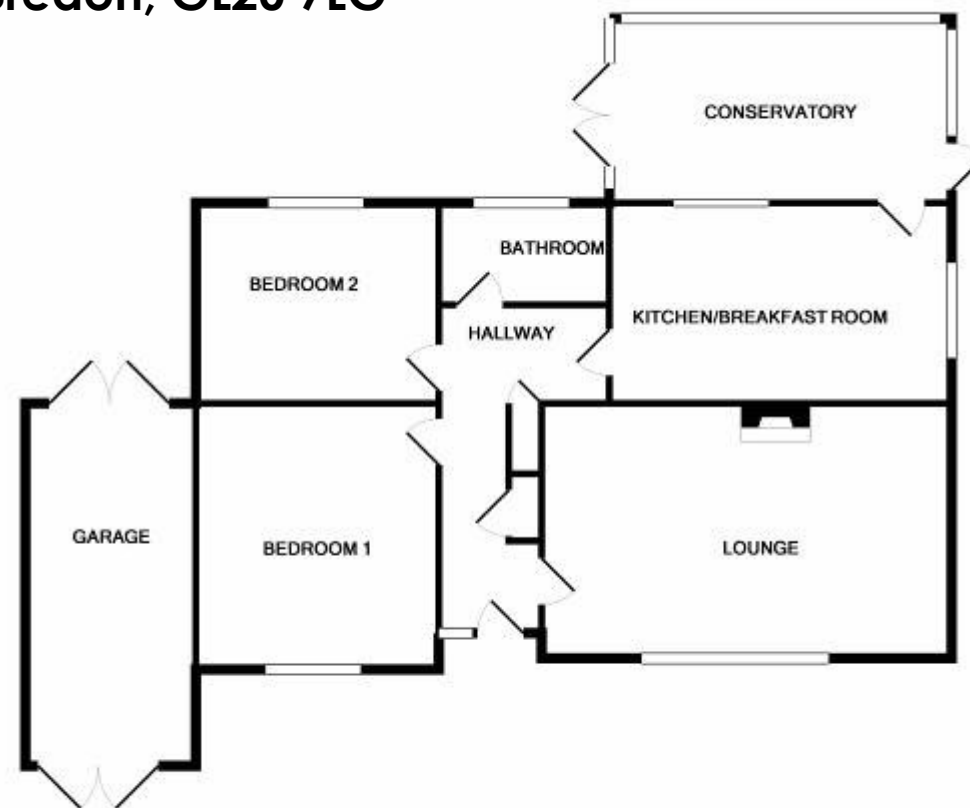 CONSERVATORY
BATHROOM
BEDROOM 2
KITCHEN/BREAKFAST ROOM
HALLWAY
GARAGE
BEDROOM 1
LOUNGE